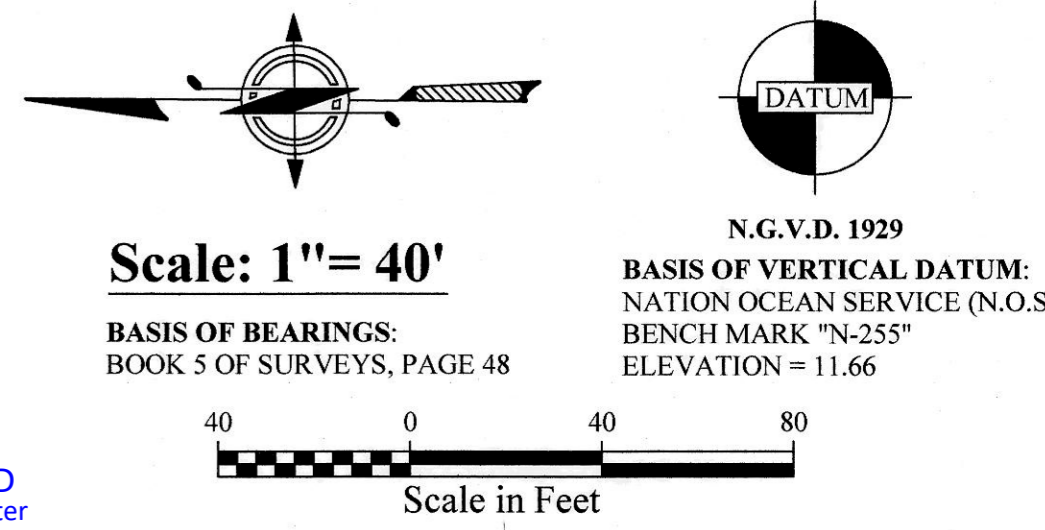 DATUM
N.G.V.D. 1929
Scale: 1"= 40'
BASIS OF VERTICAL DATUM:
NATION OCEAN SERVICE (N.O.S
BENCH MARK "N-255"
ELEVATION = 11.66
BASIS OF BEARINGS:
BOOK 5 OF SURVEYS, PAGE 48
40 0 40 80
Scale in Feet